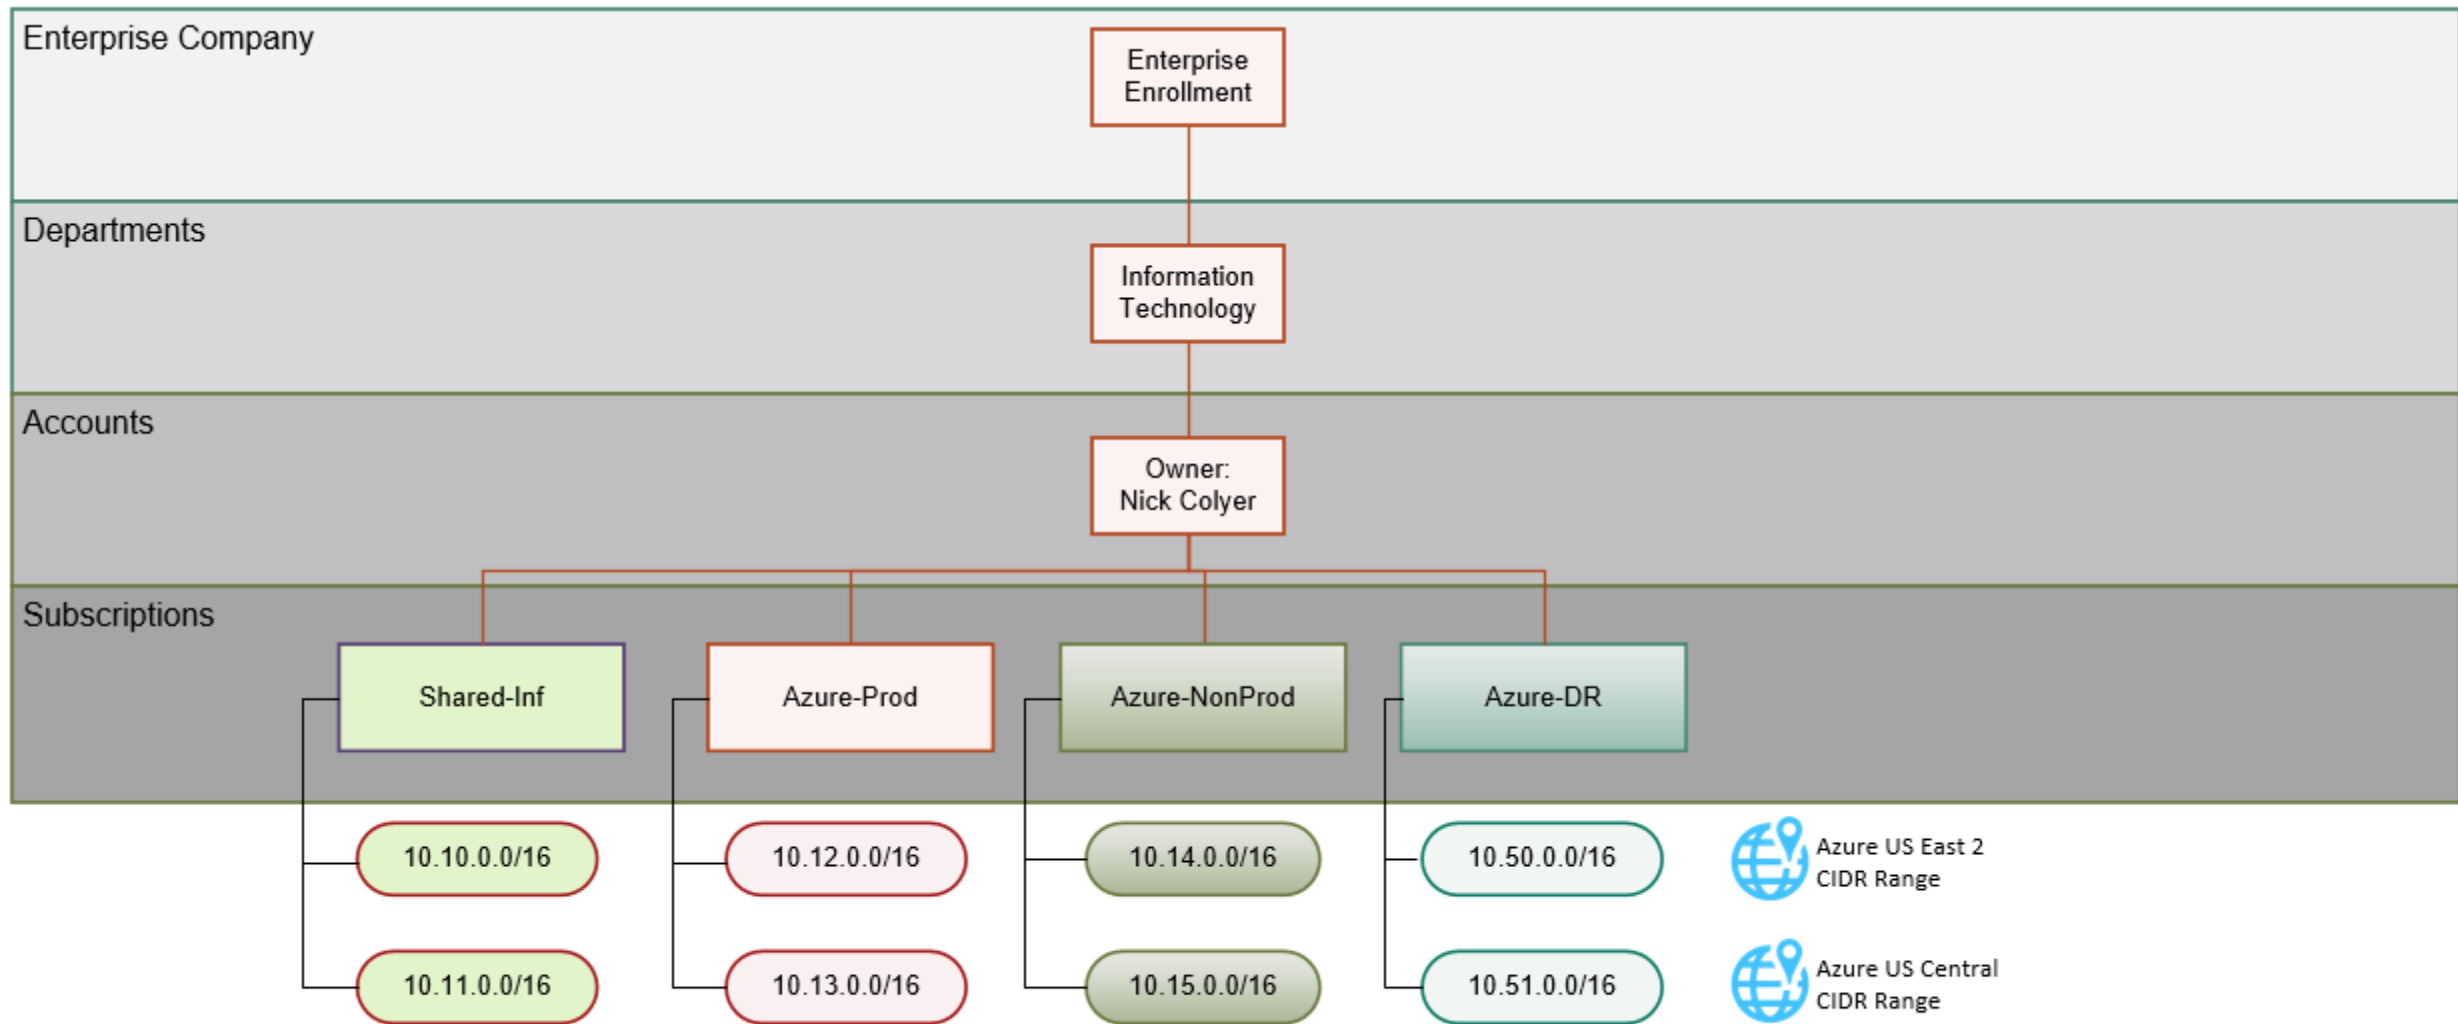 Enterprise Company
Enterprise
Enrollment
Departments
Information
Technology
Accounts
Owner:
Nick Colyer
Subscriptions
Shared-Inf
Azure-Prod
Azure-NonProd
Azure-DR
10.10.0.0/16
10.12.0.0/16
10.14.0.0/16
10.50.0.0/16
Azure US East 2
CIDR Range
10.11.0.0/16
10.13.0.0/16
10.15.0.0/16
10.51.0.0/16
Azure US Central
CIDR Range